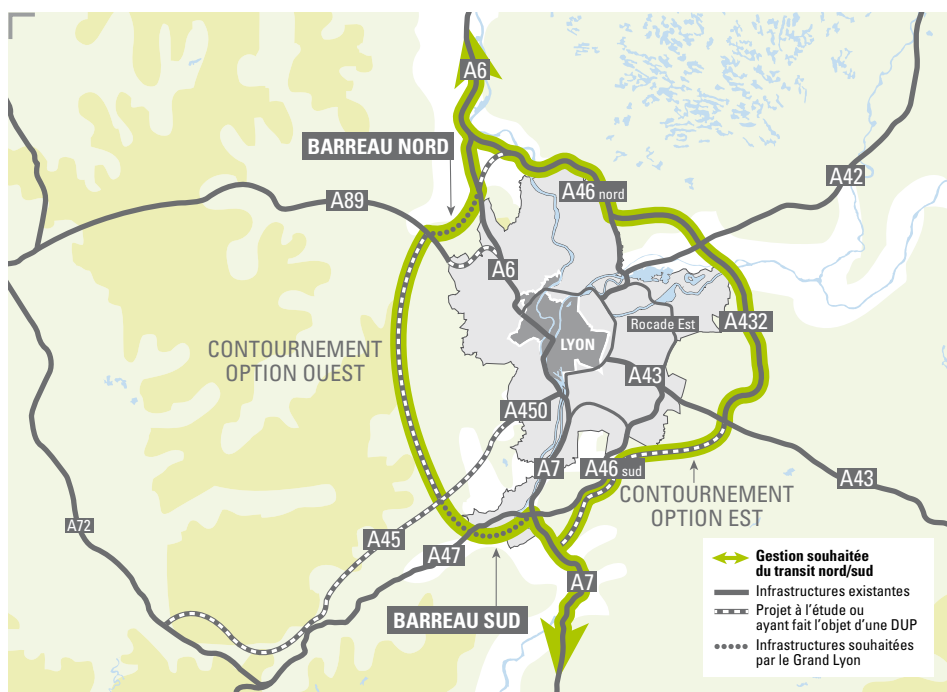 A6
BARREAU NORD
A89
A46 nord
A42
A6
Rocade Est
A432
LYON
CONTOURNEMENT
OPTION OUEST
A43
A450
A7
A46 sud
A43
CONTOURNEMENT
OPTION EST
A72
A45
A47
A7
BARREAU SUD
Gestion souhaitée
du transit nord/sud
Infrastructures existantes
Projet à l'étude ou
ayant fait l'objet d'une DUP
Infrastructures souhaitées
par le Grand Lyon